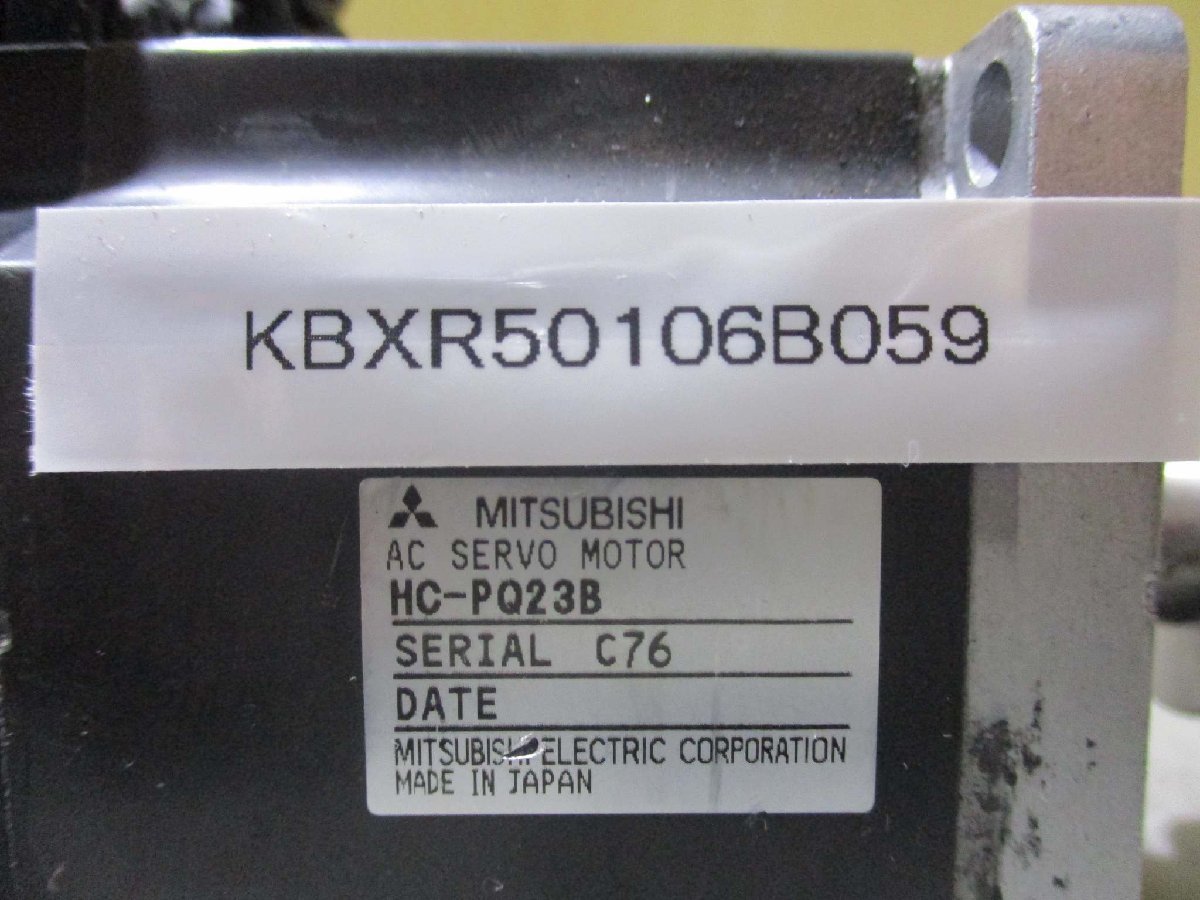 KBXR50106B059
MITSUBISHI
AC SERVO MOTOR
HC-PQ23B
SERIAL C76
DATE
MITSUBISHI ELECTRIC CORPORATION
MADE IN JAPAN